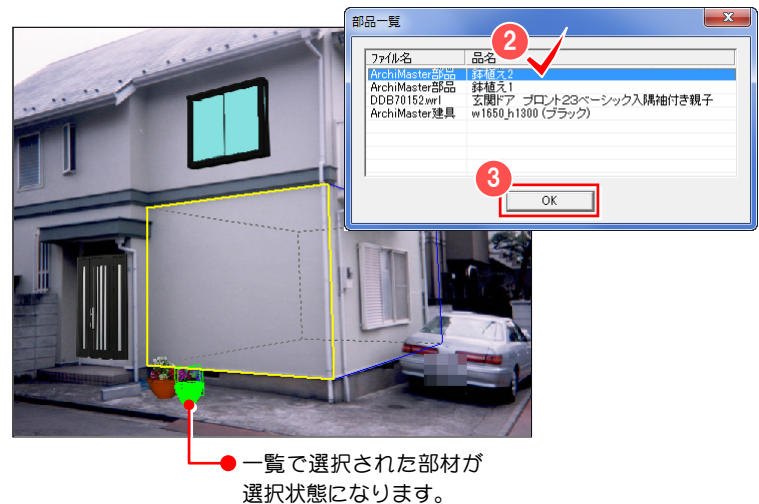 部品一覧
2
ファイル名 品名
ArchiMaster部品 鉢植え2
ArchiMaster部品 鉢植え1
DDB70152.wrl 玄関ドア プロント23ベーシック入隅袖付き親子
ArchiMaster建具 w1650_h1300 (ブラック)
3
OK
一覧で選択された部材が
選択状態になります。